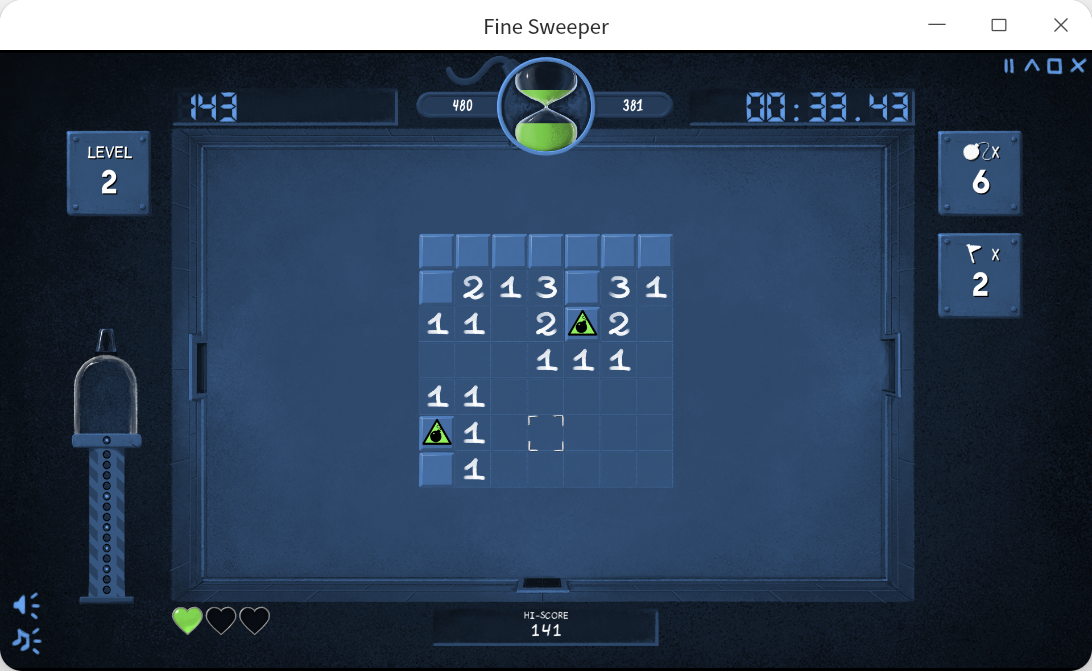 Fine Sweeper
143
480
381
00:33.43
LEVEL
2
X
6
X
2
2 1 3 3 1
1 1 2 2
1 1 1
1 1
1
1
HI-SCORE
141